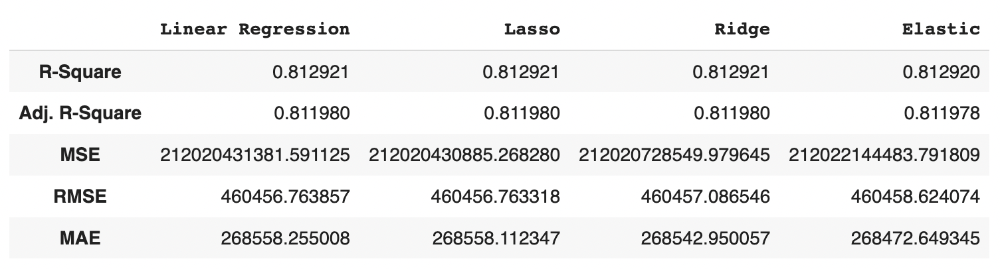 Linear Regression Lasso Ridge Elastic
R-Square 0.812921 0.812921 0.812921 0.812920
Adj. R-Square 0.811980 0.811980 0.811980 0.811978
MSE 212020431381.591125 212020430885.268280 212020728549.979645 212022144483.791809
RMSE 460456.763857 460456.763318 460457.086546 460458.624074
MAE 268558.255008 268558.112347 268542.950057 268472.649345